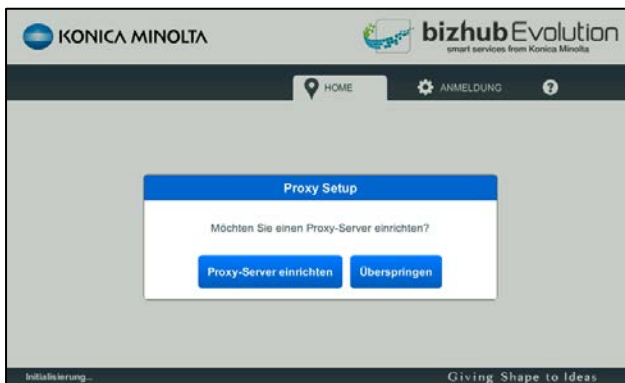 KONICA MINOLTA
bizhub Evolution
smart services from Konica Minolta
HOME
ANMELDUNG
?
Proxy Setup
Möchten Sie einen Proxy-Server einrichten?
Proxy-Server einrichten
Überspringen
Initialisierung...
Giving Shape to Ideas